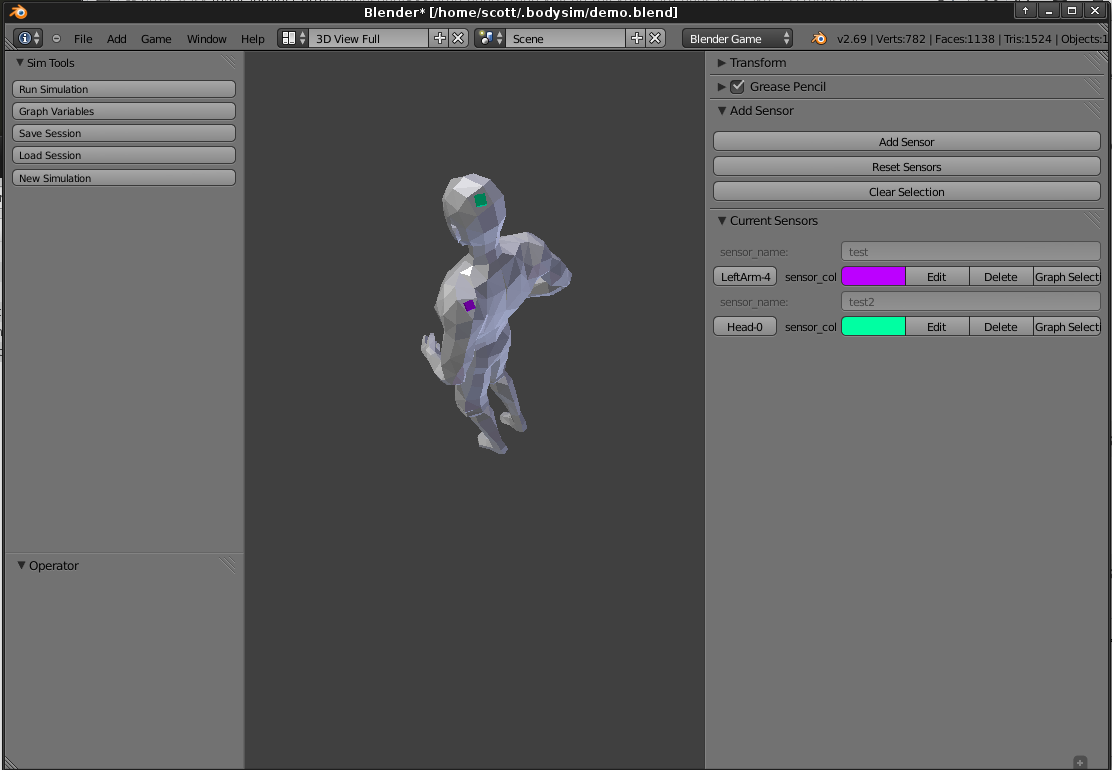 Blender* [/home/scott/.bodysim/demo.blend]
File Add Game Window Help 3D View Full Scene Blender Game v2.69 | Verts:782 | Faces:1138 | Tris:1524 | Objects:1
Sim Tools
Run Simulation
Graph Variables
Save Session
Load Session
New Simulation
Operator
Transform
Grease Pencil
Add Sensor
Add Sensor
Reset Sensors
Clear Selection
Current Sensors
sensor_name: test
LeftArm-4 sensor_col Edit Delete Graph Select
sensor_name: test2
Head-0 sensor_col Edit Delete Graph Select